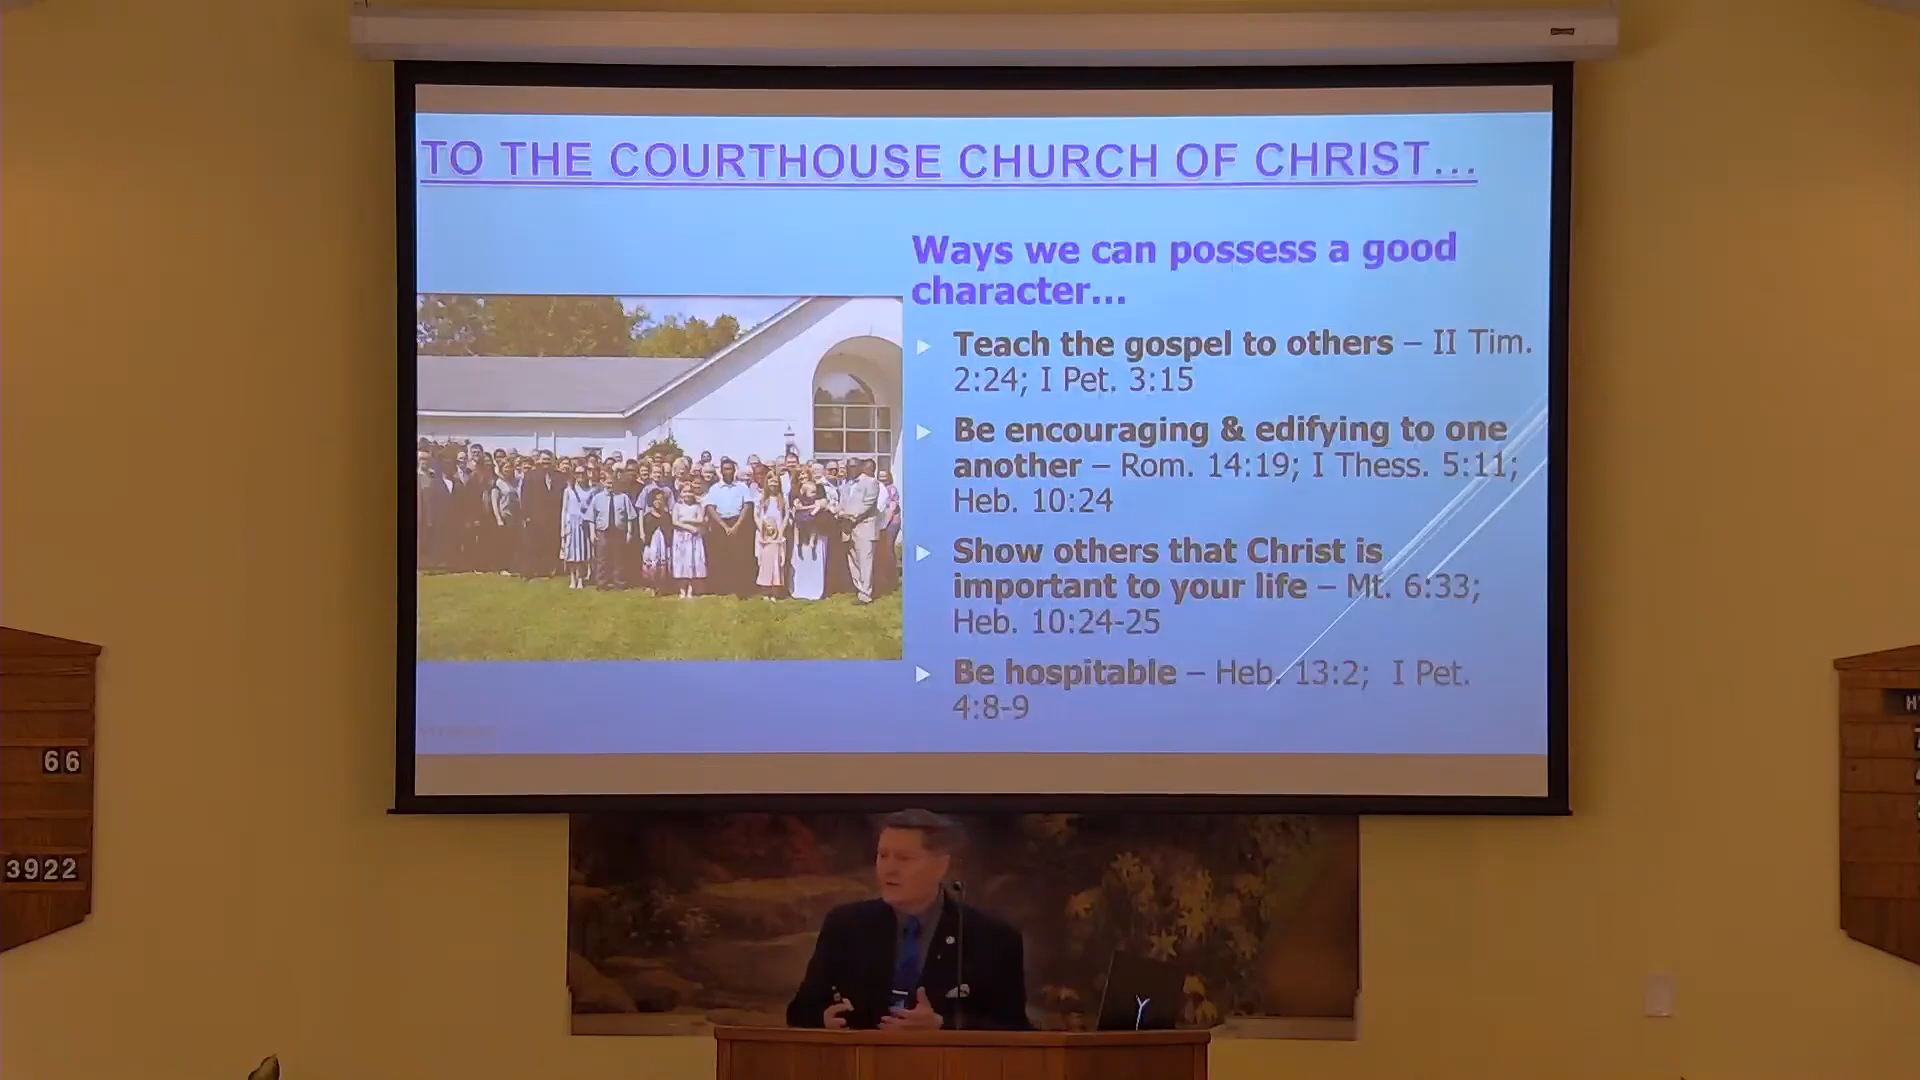 TO THE COURTHOUSE CHURCH OF CHRIST...
Ways we can possess a good
character...
Teach the gospel to others – II Tim.
2:24; I Pet. 3:15
Be encouraging & edifying to one
another – Rom. 14:19; I Thess. 5:11;
Heb. 10:24
Show others that Christ is
important to your life – Mt. 6:33;
Heb. 10:24-25
Be hospitable – Heb. 13:2; I Pet.
4:8-9
66
3922
H